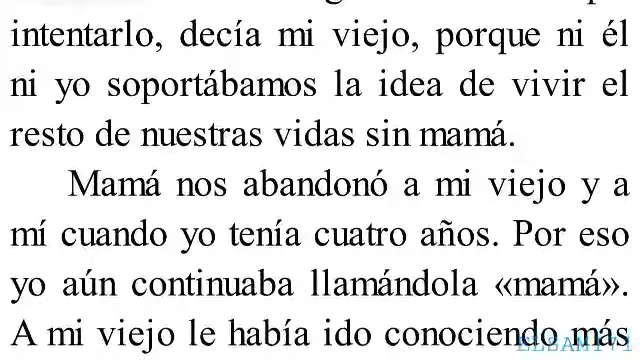 intentarlo, decía mi viejo, porque ni él
ni yo soportábamos la idea de vivir el
resto de nuestras vidas sin mamá.
Mamá nos abandonó a mi viejo y a
mí cuando yo tenía cuatro años. Por eso
yo aún continuaba llamándola «mamá».
A mi viejo le había ido conociendo más